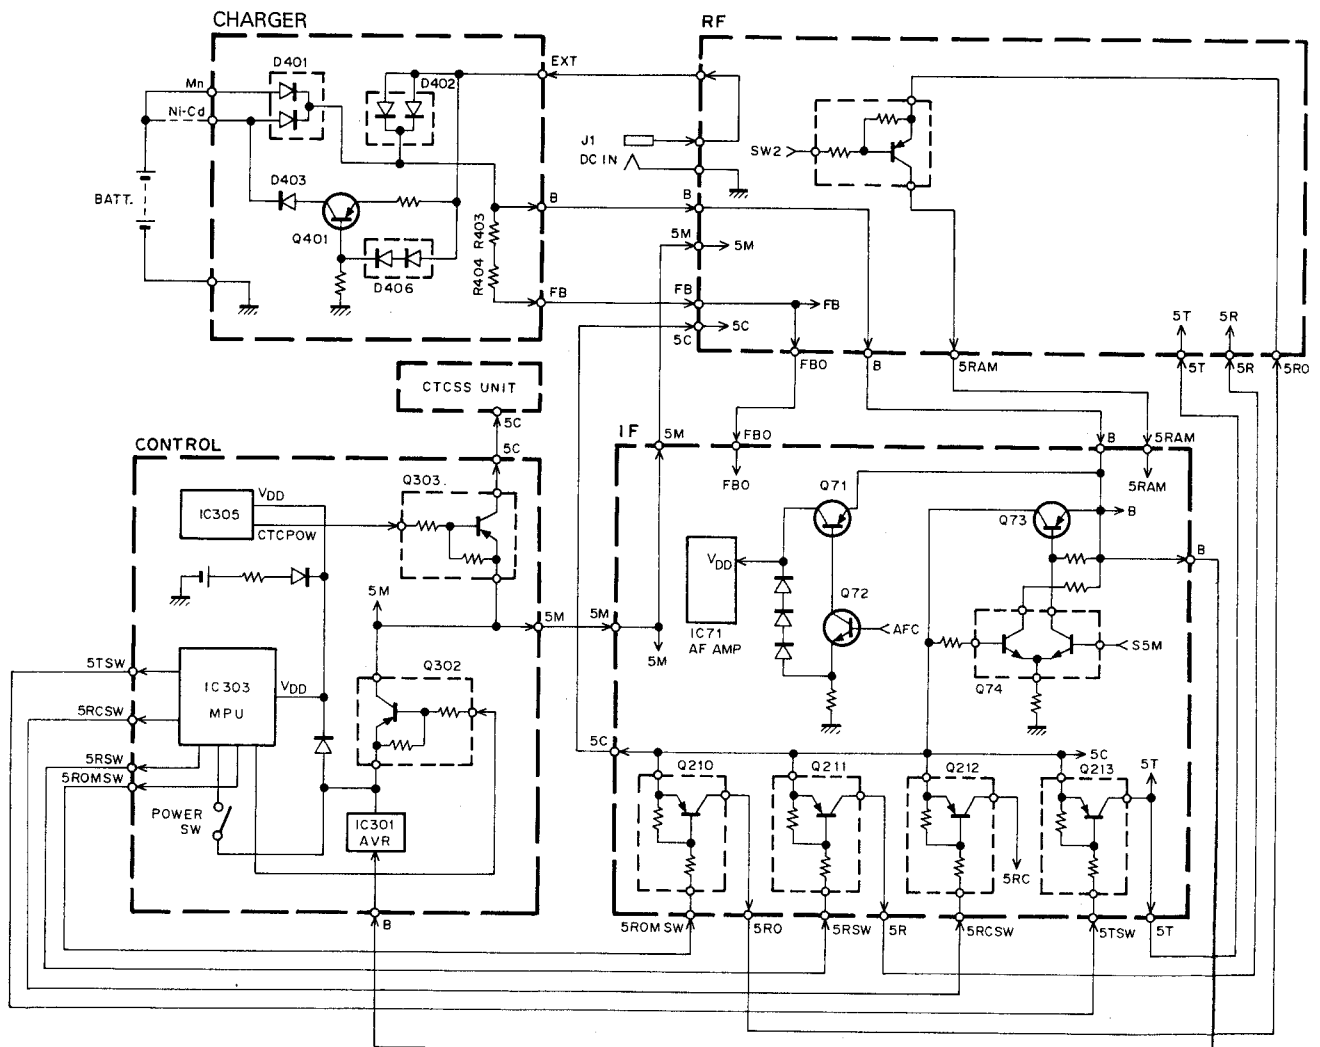 CHARGER
RF
EXT
D401
D402
Mn
Ni-Cd
J1
DC IN
SW2
BATT.
D403
Q401
D406
R403
R404
B
B
5M
5M
FB
FB
FB
5C
5C
5T
5R
5T
5R
5RO
FBO
B
5RAM
CTCSS UNIT
5C
CONTROL
5C
IF
5M
FBO
B
5RAM
FBO
5RAM
IC305
VDD
CTCPOW
Q303.
Q71
Q73
B
B
VDD
IC71
AF AMP
Q72
AFC
Q74
S5M
5M
5M
5M
5M
5TSW
5RCSW
5RSW
5ROMSW
IC303
MPU
VDD
Q302
POWER
SW
IC301
AVR
B
5C
5C
Q210
Q211
Q212
Q213
5T
5RC
5ROM SW
5RO
5RSW
5R
5RCSW
5TSW
5T